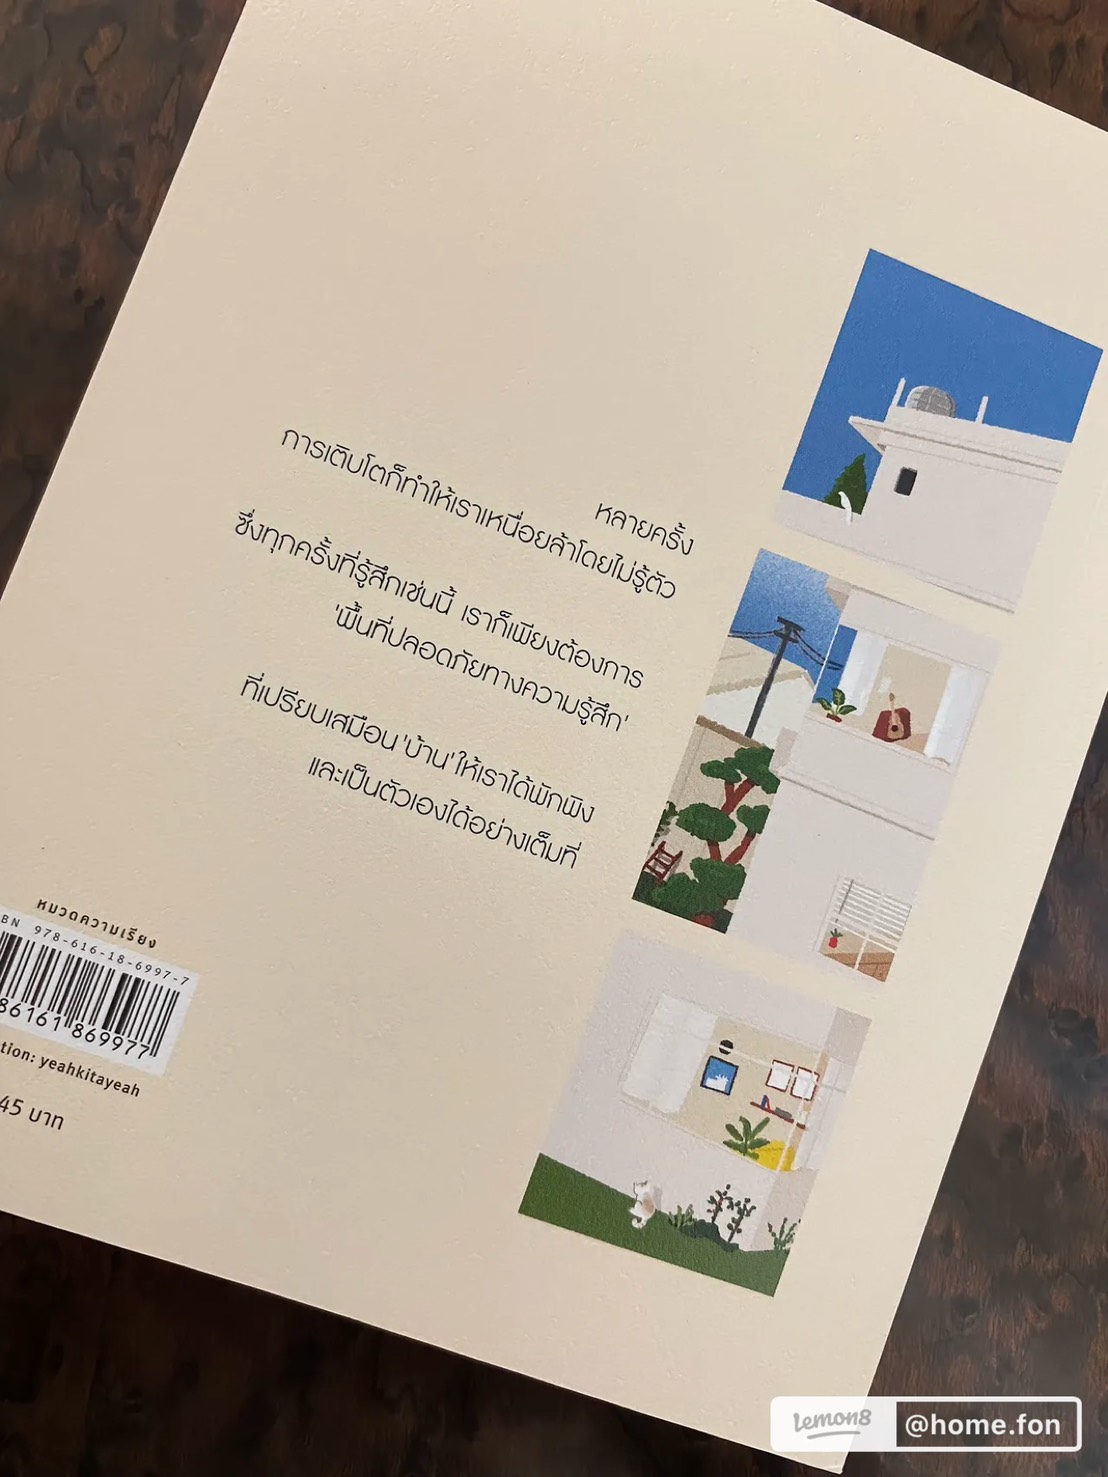 หลายครั้ง
การเติบโตก็ทำให้เราเหนื่อยล้าโดยไม่รู้ตัว
ซึ่งทุกครั้งที่รู้สึกเช่นนี้ เราก็เพียงต้องการ
'พื้นที่ปลอดภัยทางความรู้สึก'
ที่เปรียบเสมือน 'บ้าน' ให้เราได้พักพิง
และเป็นตัวเองได้อย่างเต็มที่
หมวดความเรียง
BN 978-616-18-6997-7
86161 869977
tion: yeahkitayeah
45 บาท
lemon8 @home.fon